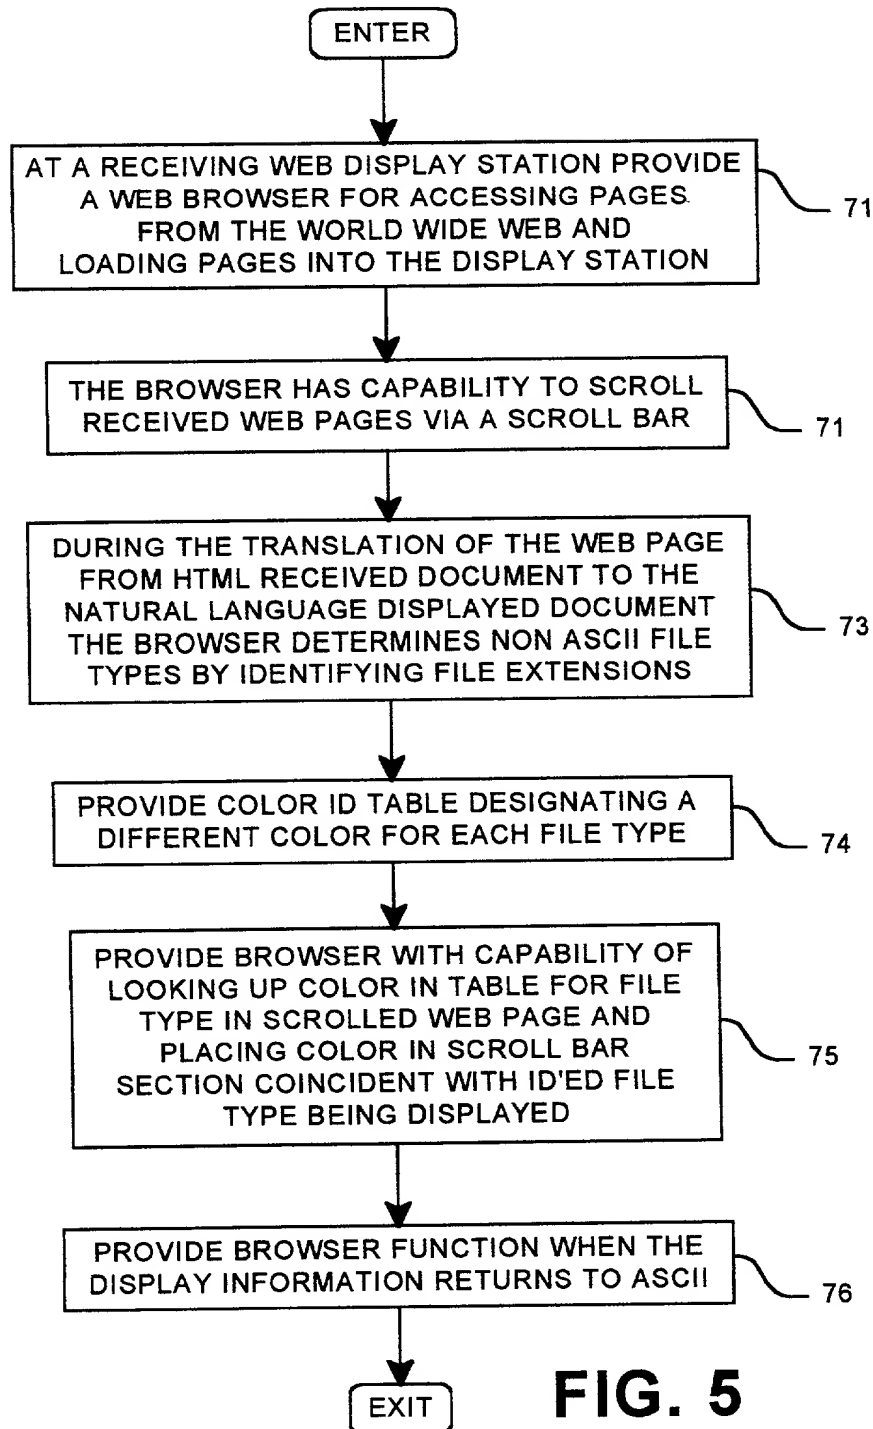 ENTER
AT A RECEIVING WEB DISPLAY STATION PROVIDE
A WEB BROWSER FOR ACCESSING PAGES
FROM THE WORLD WIDE WEB AND
LOADING PAGES INTO THE DISPLAY STATION
71
THE BROWSER HAS CAPABILITY TO SCROLL
RECEIVED WEB PAGES VIA A SCROLL BAR
71
DURING THE TRANSLATION OF THE WEB PAGE
FROM HTML RECEIVED DOCUMENT TO THE
NATURAL LANGUAGE DISPLAYED DOCUMENT
THE BROWSER DETERMINES NON ASCII FILE
TYPES BY IDENTIFYING FILE EXTENSIONS
73
PROVIDE COLOR ID TABLE DESIGNATING A
DIFFERENT COLOR FOR EACH FILE TYPE
74
PROVIDE BROWSER WITH CAPABILITY OF
LOOKING UP COLOR IN TABLE FOR FILE
TYPE IN SCROLLED WEB PAGE AND
PLACING COLOR IN SCROLL BAR
SECTION COINCIDENT WITH ID'ED FILE
TYPE BEING DISPLAYED
75
PROVIDE BROWSER FUNCTION WHEN THE
DISPLAY INFORMATION RETURNS TO ASCII
76
EXIT
FIG. 5